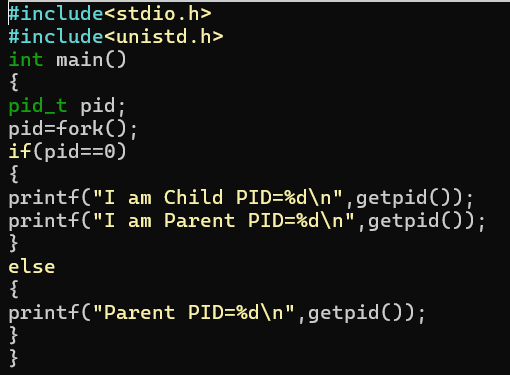 #include<stdio.h>
#include<unistd.h>
int main()
{
pid_t pid;
pid=fork();
if(pid==0)
{
printf("I am Child PID=%d\n",getpid());
printf("I am Parent PID=%d\n",getpid());
}
else
{
printf("Parent PID=%d\n",getpid());
}
}